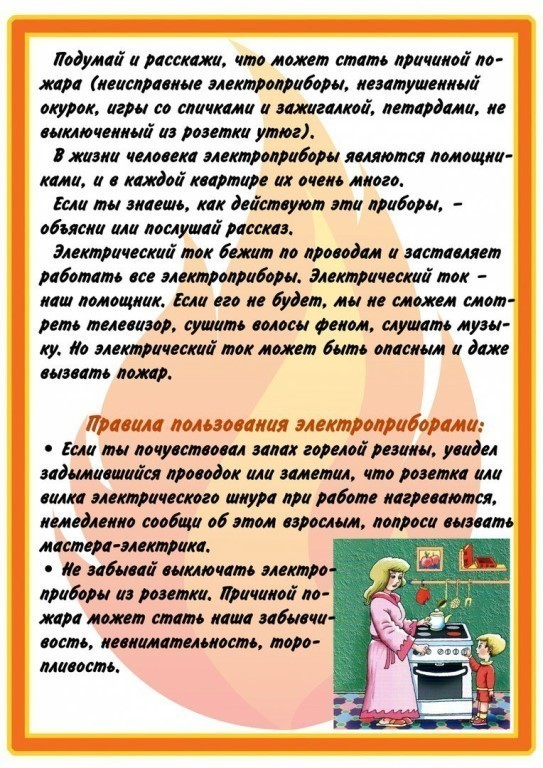 Подумай и расскажи, что может стать причиной по-
жара (неисправные электроприборы, незатушенный
окурок, игры со спичками и зажигалкой, петардами, не
выключенный из розетки утюг).
В жизни человека электроприборы являются помощни-
ками, и в каждой квартире их очень много.
Если ты знаешь, как действуют эти приборы, –
объясни или послушай рассказ.
Электрический ток бежит по проводам и заставляет
работать все электроприборы. Электрический ток –
наш помощник. Если его не будет, мы не сможем смот-
реть телевизор, сушить волосы феном, слушать музы-
ку. Но электрический ток может быть опасным и даже
вызвать пожар.
Правила пользования электроприборами:
• Если ты почувствовал запах горелой резины, увидел
задымившийся проводок или заметил, что розетка или
вилка электрического шнура при работе нагреваются,
немедленно сообщи об этом взрослым, попроси вызвать
мастера-электрика.
• Не забывай выключать электро-
приборы из розетки. Причиной по-
жара может стать наша забывчи-
вость, невнимательность, торо-
пливость.